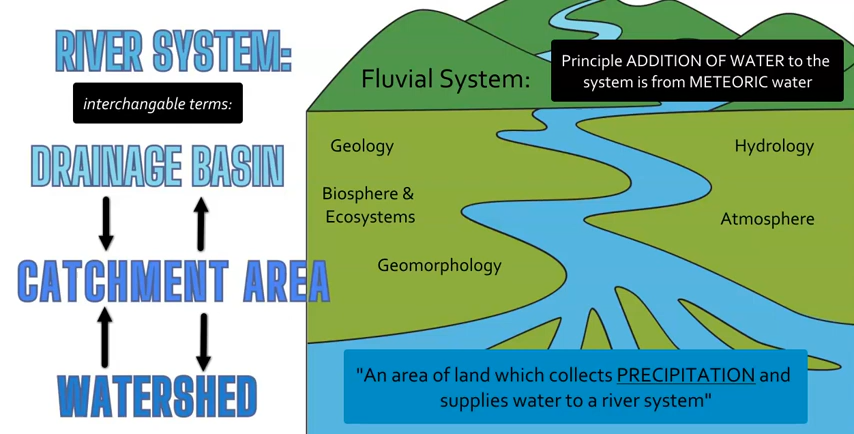 RIVER SYSTEM:
interchangable terms:
DRAINAGE BASIN
CATCHMENT AREA
WATERSHED
Fluvial System:
Principle ADDITION OF WATER to the
system is from METEORIC water
Geology
Hydrology
Biosphere &
Ecosystems
Atmosphere
Geomorphology
"An area of land which collects PRECIPITATION and
supplies water to a river system"